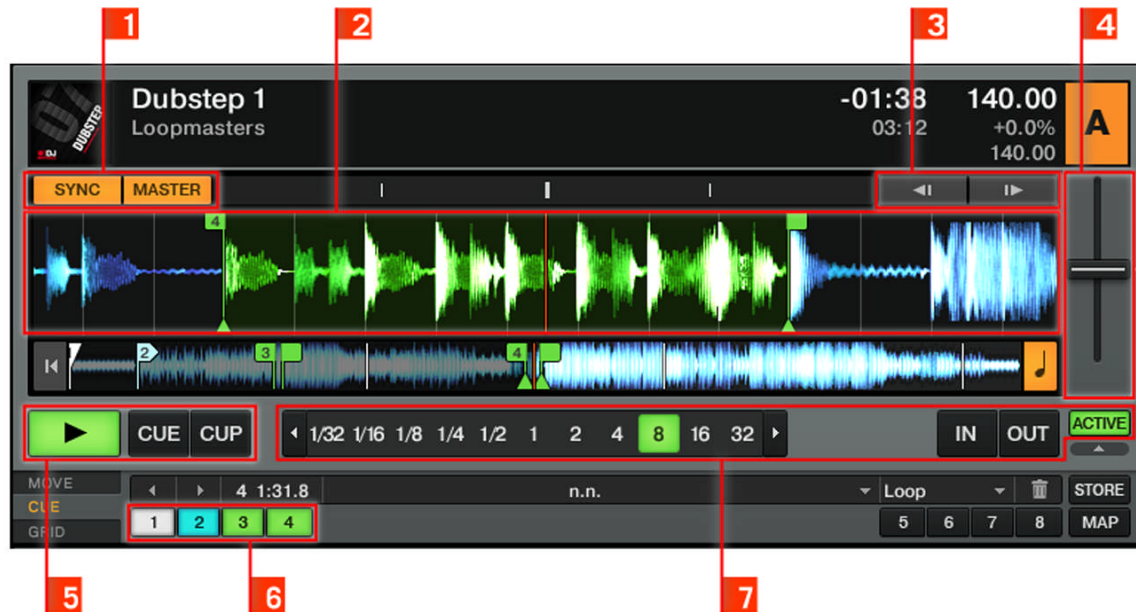 1 2 3 4
07
DUBSTEP
DJ
Dubstep 1
Loopmasters
-01:38
03:12
140.00
+0.0%
140.00
A
SYNC MASTER
4
2 3 4
CUE CUP 1/32 1/16 1/8 1/4 1/2 1 2 4 8 16 32 IN OUT ACTIVE
MOVE 4 1:31.8 n.n. Loop STORE
CUE
GRID 1 2 3 4 5 6 7 8 MAP
5 6 7